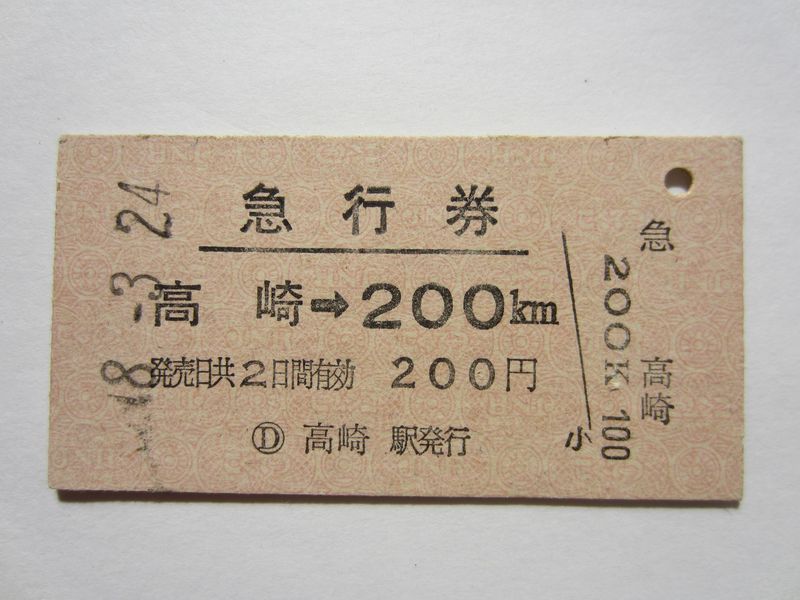 急行券
高崎➡200km
発売日共2日間有効 200円
Ⓓ 高崎 駅発行
48.-3.24
急 高崎
200K 100
小